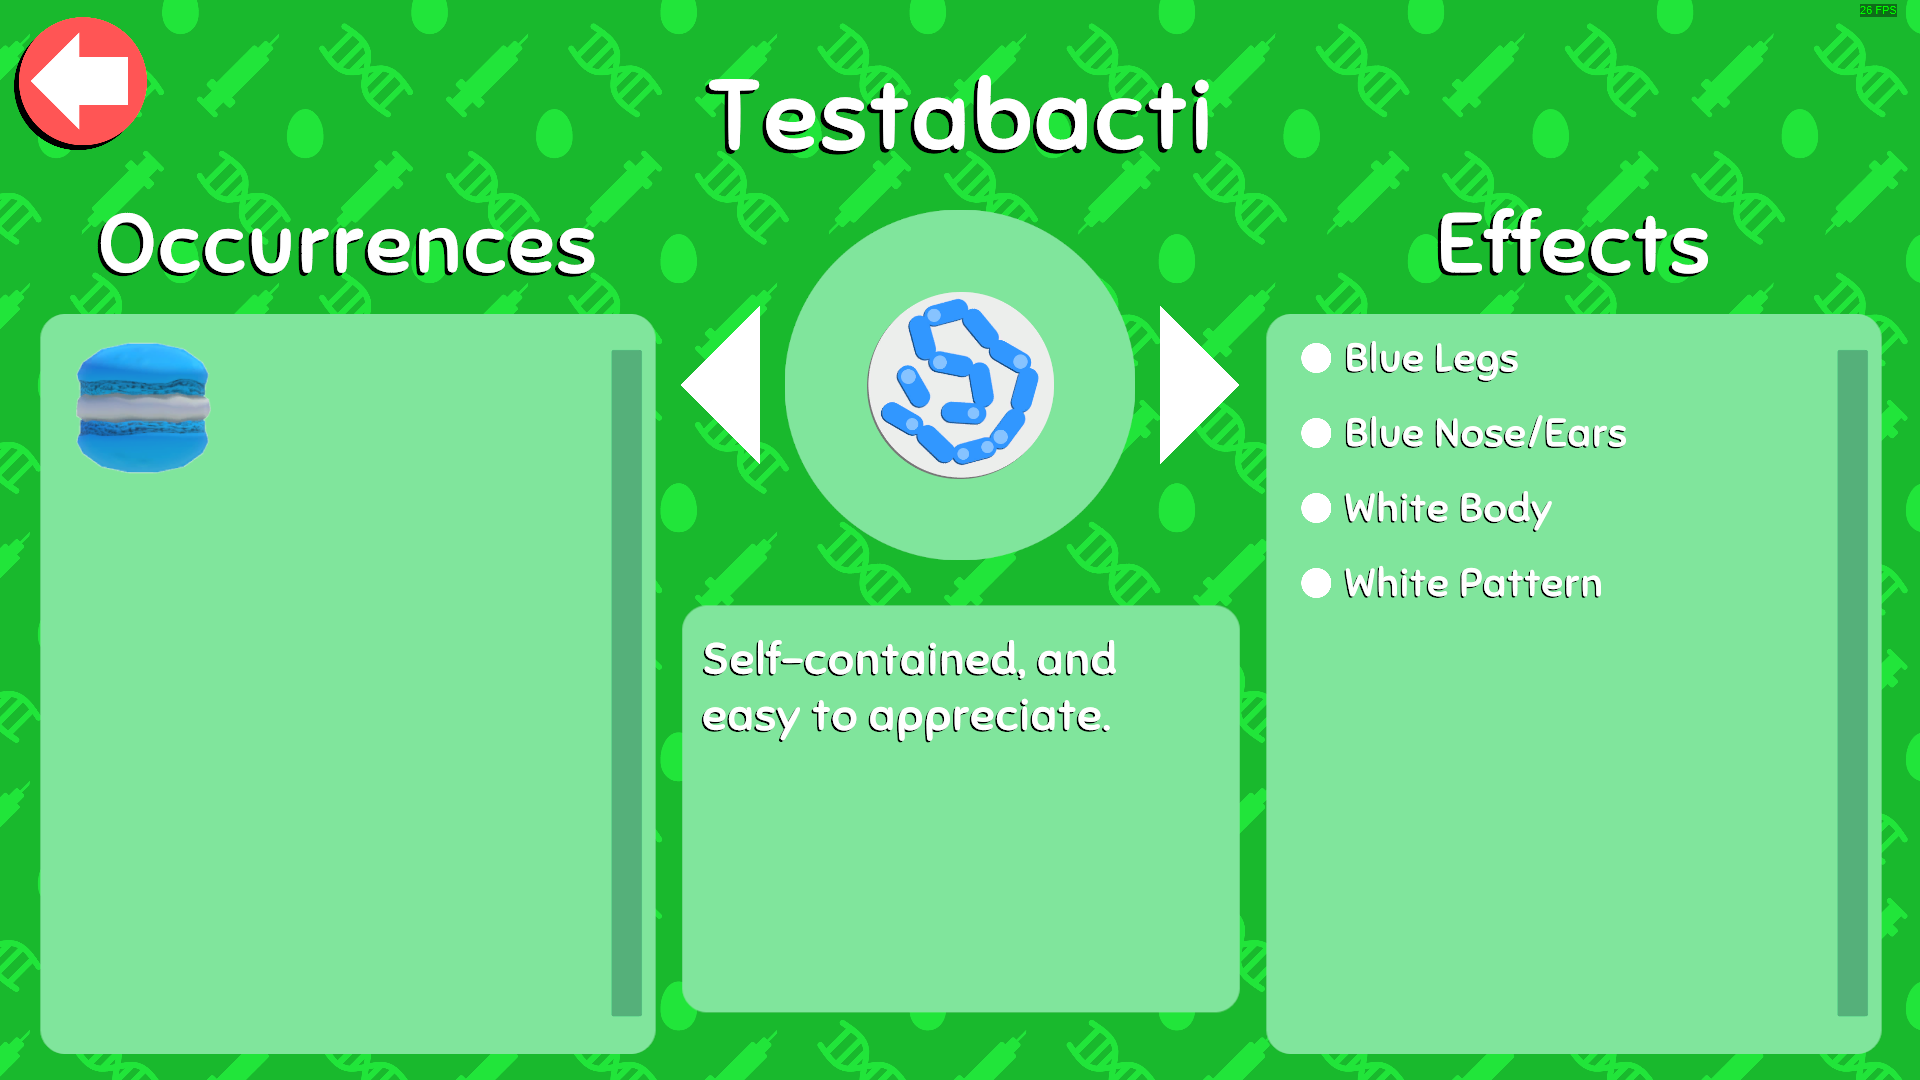 26 FPS
Testabacti
Occurrences
Effects
Blue Legs
Blue Nose/Ears
White Body
White Pattern
Self-contained, and
easy to appreciate.